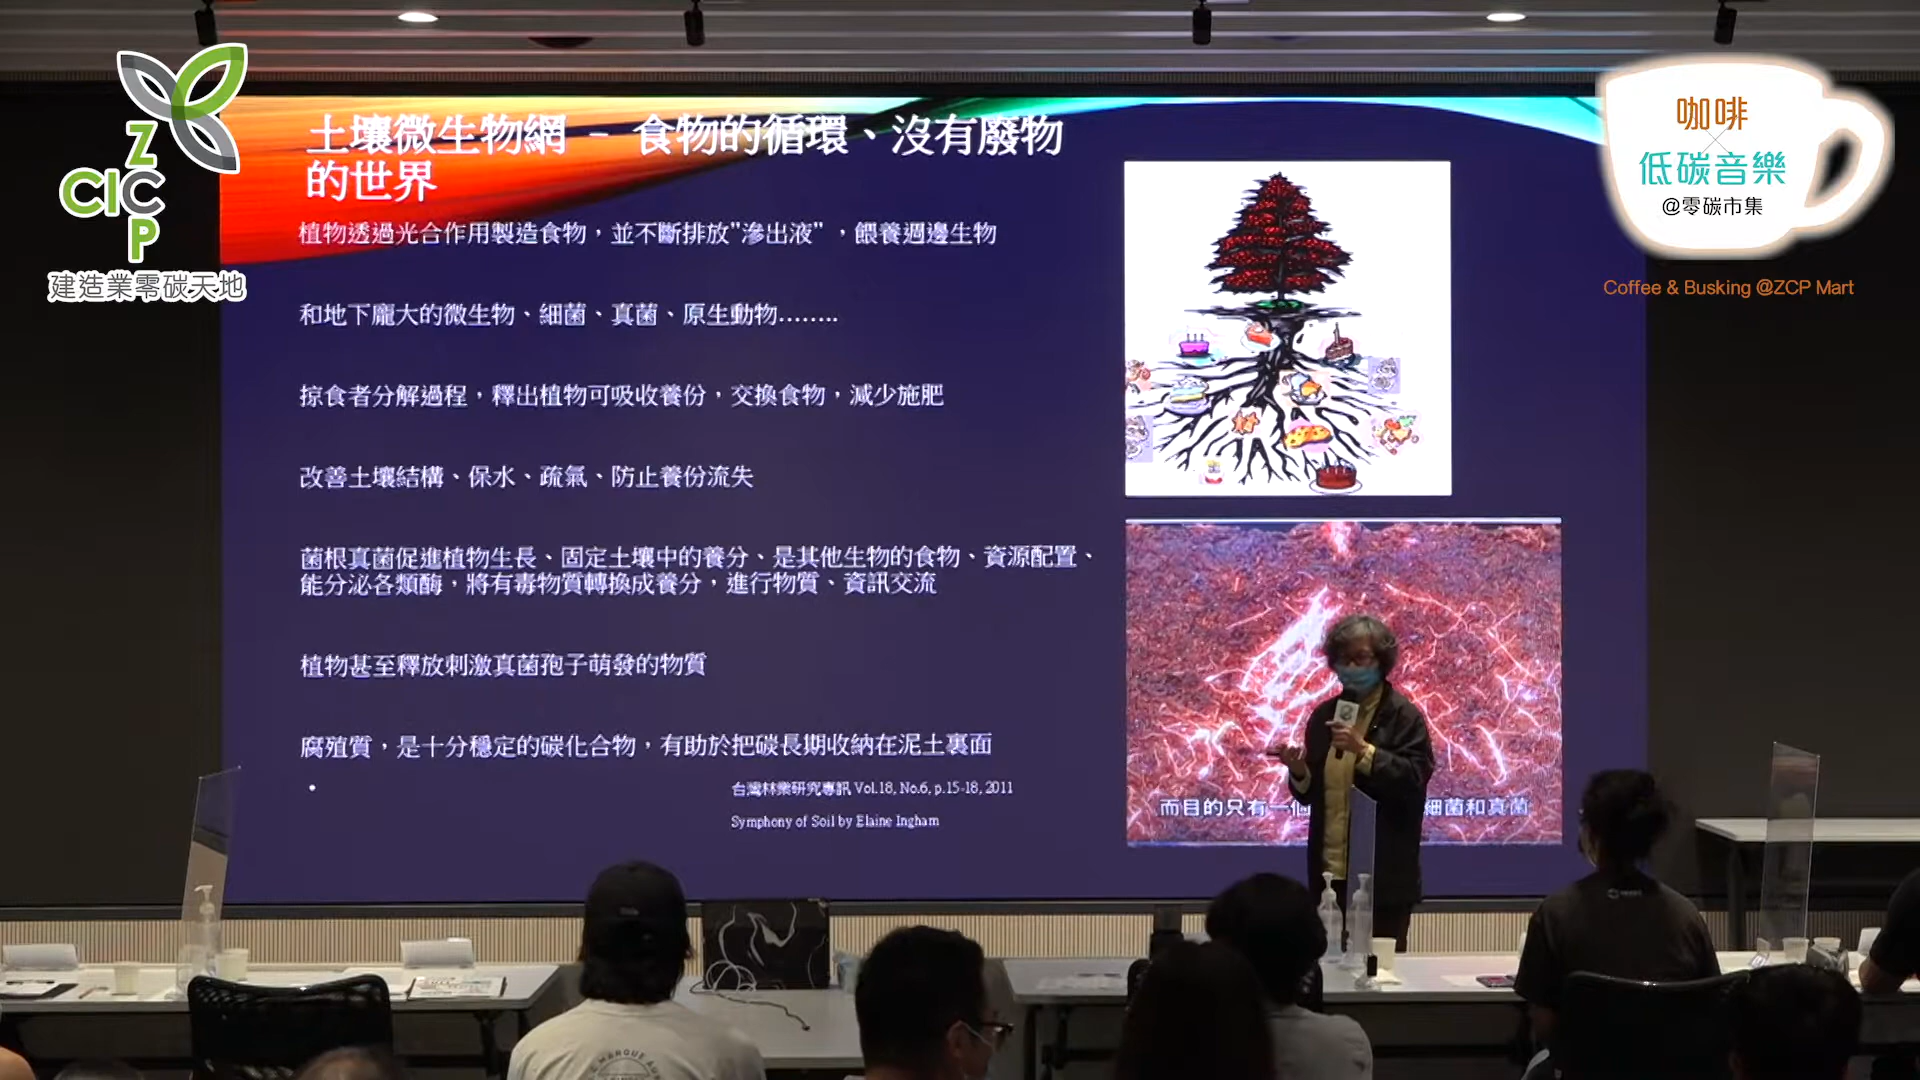 ZCP
CIC
建造業零碳天地
咖啡
×
低碳音樂
@零碳市集
Coffee & Busking @ZCP Mart
土壤微生物網 – 食物的循環、沒有廢物
的世界
植物透過光合作用製造食物，並不斷排放"滲出液"，餵養週邊生物
和地下龐大的微生物、細菌、真菌、原生動物........
掠食者分解過程，釋出植物可吸收養份，交換食物，減少施肥
改善土壤結構、保水、疏氣、防止養份流失
菌根真菌促進植物生長、固定土壤中的養分、是其他生物的食物、資源配置、
能分泌各類酶，將有毒物質轉換成養分，進行物質、資訊交流
植物甚至釋放刺激真菌孢子萌發的物質
腐殖質，是十分穩定的碳化合物，有助於把碳長期收納在泥土裏面
台灣林業研究專訊 Vol.18, No.6, p.15-18, 2011
Symphony of Soil by Elaine Ingham
而目的只有一個
細菌和真菌